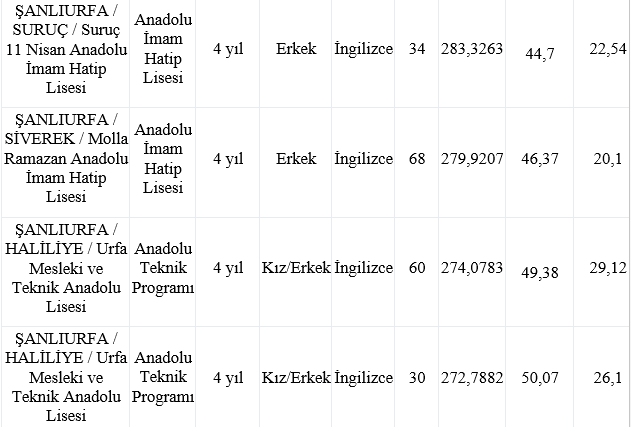 ŞANLIURFA /
SURUÇ / Suruç
11 Nisan Anadolu
İmam Hatip
Lisesi
Anadolu
İmam
Hatip
Lisesi
4 yıl
Erkek
İngilizce
34
283,3263
44,7
22,54
ŞANLIURFA /
SİVEREK / Molla
Ramazan Anadolu
İmam Hatip
Lisesi
Anadolu
İmam
Hatip
Lisesi
4 yıl
Erkek
İngilizce
68
279,9207
46,37
20,1
ŞANLIURFA /
HALİLİYE / Urfa
Mesleki ve
Teknik Anadolu
Lisesi
Anadolu
Teknik
Programı
4 yıl
Kız/Erkek
İngilizce
60
274,0783
49,38
29,12
ŞANLIURFA /
HALİLİYE / Urfa
Mesleki ve
Teknik Anadolu
Lisesi
Anadolu
Teknik
Programı
4 yıl
Kız/Erkek
İngilizce
30
272,7882
50,07
26,1